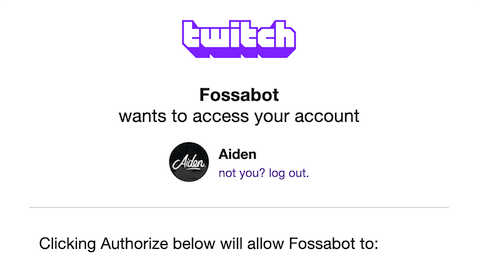 twitch
Fossabot
wants to access your account
Aiden
Aiden
not you? log out.
Clicking Authorize below will allow Fossabot to: